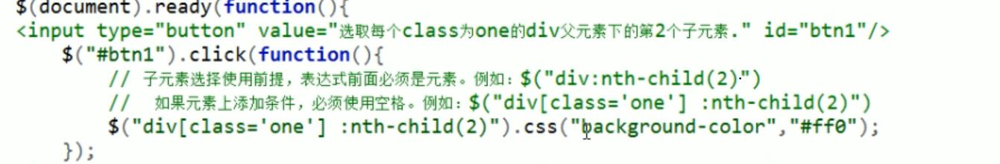 $(document).ready(function(){
<input type="button" value="选取每个class为one的div父元素下的第2个子元素." id="btn1"/>
$("#btn1").click(function(){
// 子元素选择使用前提，表达式前面必须是元素。例如：$("div:nth-child(2)")
// 如果元素上添加条件，必须使用空格。例如：$("div[class='one'] :nth-child(2)")
$("div[class='one'] :nth-child(2)").css("background-color","#ff0");
});